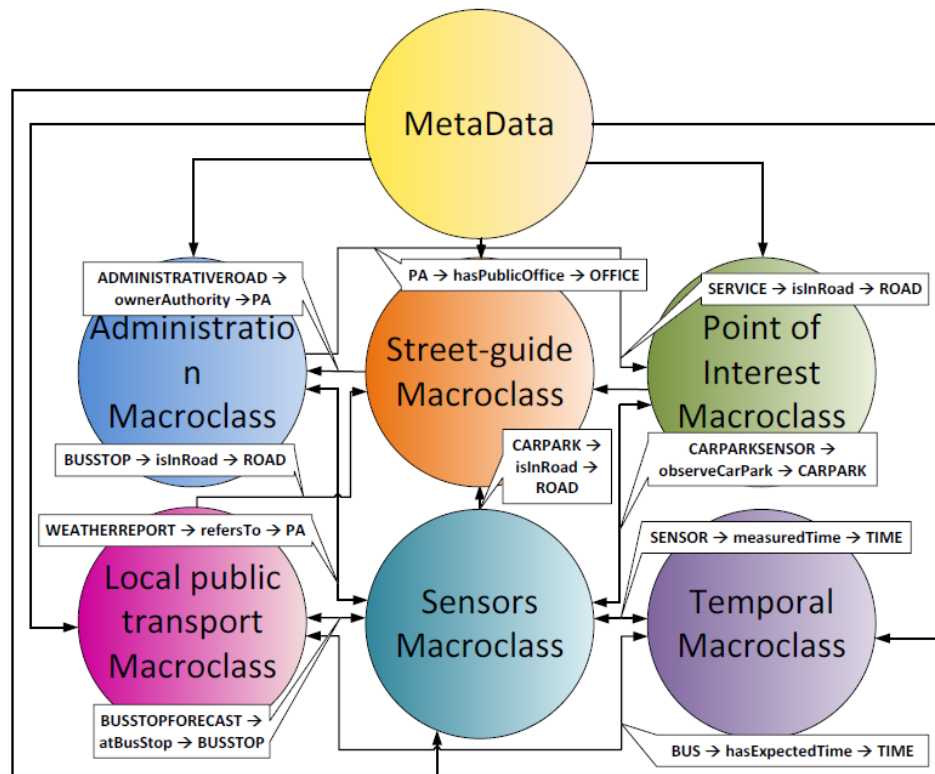 MetaData
ADMINISTRATIVEROAD →
ownerAuthority →PA
PA → hasPublicOffice → OFFICE
SERVICE → isInRoad → ROAD
Administratio
n
Macroclass
Street-guide
Macroclass
Point of
Interest
Macroclass
BUSSTOP → isInRoad → ROAD
CARPARK →
isInRoad →
ROAD
CARPARKSENSOR →
observeCarPark → CARPARK
WEATHERREPORT → refersTo → PA
SENSOR → measuredTime → TIME
Local public
transport
Macroclass
Sensors
Macroclass
Temporal
Macroclass
BUSSTOPFORECAST →
atBusStop → BUSSTOP
BUS → hasExpectedTime → TIME